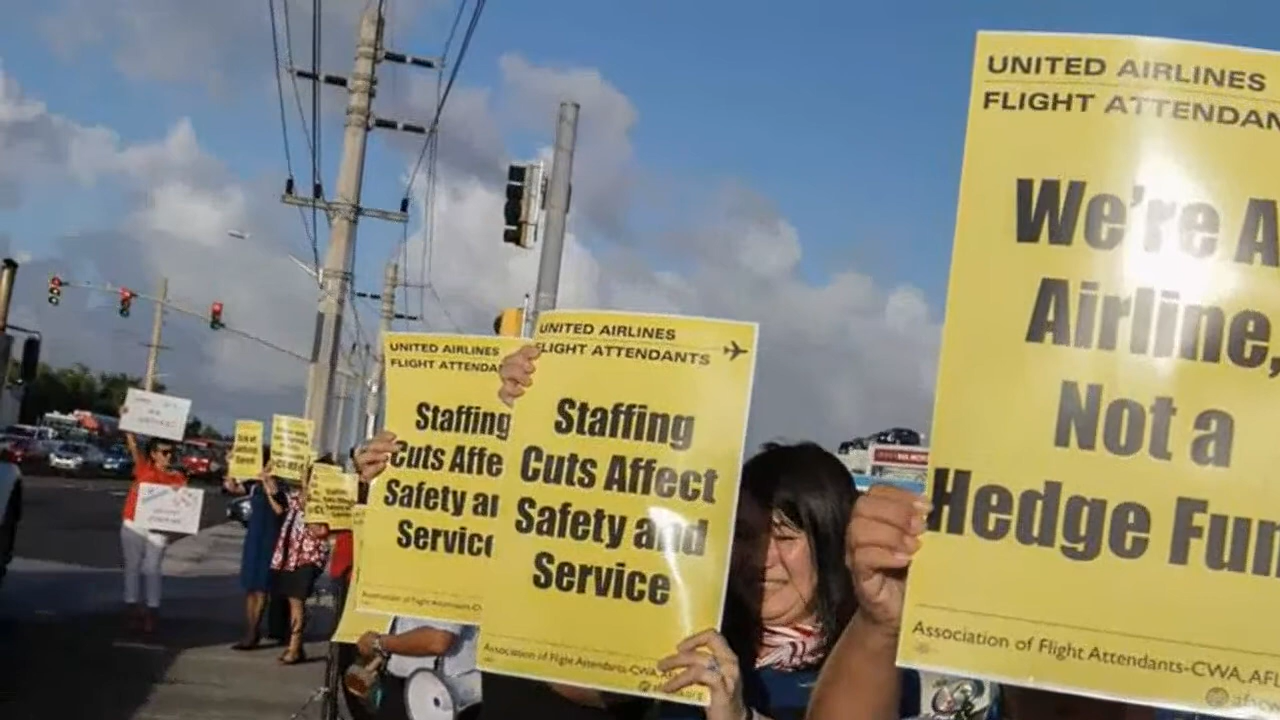 UNITED AIRLINES
FLIGHT ATTENDA
Staffing
Cuts Affe
Safety a
Servic
UNITED AIRLINES
FLIGHT ATTENDANTS
Staffing
Cuts Affect
Safety and
Service
Association of Flight Attendants-CWA, AF
UNITED AIRLINES
FLIGHT ATTENDAN
We're A
Airline,
Not a
Hedge Fun
Association of Flight Attendants-CWA, AFL